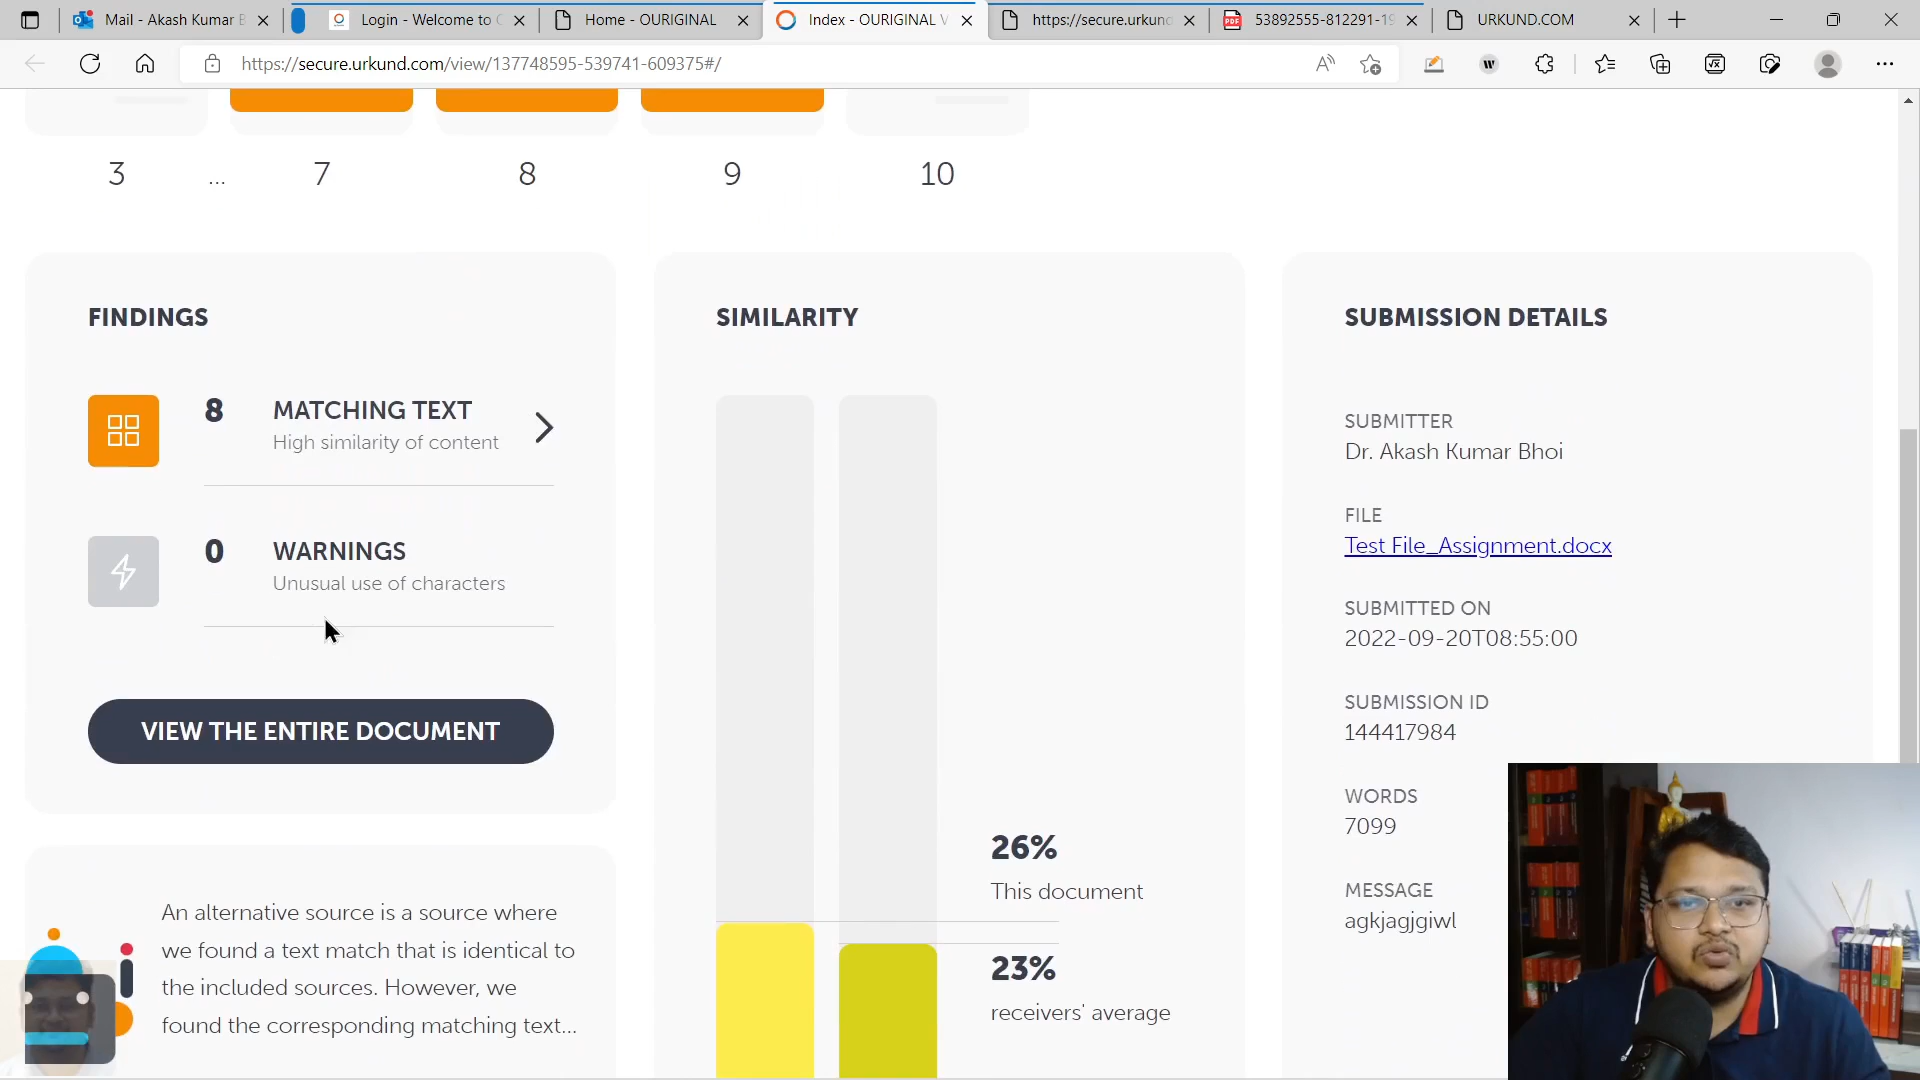 Mail - Akash Kumar B
Login - Welcome to
Home - OURIGINAL
Index - OURIGINAL V
https://secure.urkund
53892555-812291-19
URKUND.COM
https://secure.urkund.com/view/137748595-539741-609375#/
3
...
7
8
9
10
FINDINGS
8
MATCHING TEXT
High similarity of content
0
WARNINGS
Unusual use of characters
VIEW THE ENTIRE DOCUMENT
An alternative source is a source where
we found a text match that is identical to
the included sources. However, we
found the corresponding matching text...
SIMILARITY
26%
This document
23%
receivers' average
SUBMISSION DETAILS
SUBMITTER
Dr. Akash Kumar Bhoi
FILE
Test File_Assignment.docx
SUBMITTED ON
2022-09-20T08:55:00
SUBMISSION ID
144417984
WORDS
7099
MESSAGE
agkjagjgiwl